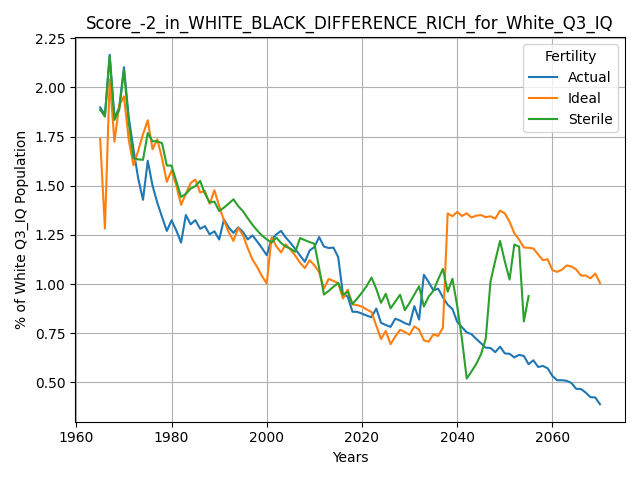 Score_-2_in_WHITE_BLACK_DIFFERENCE_RICH_for_White_Q3_IQ
Fertility
Actual
Ideal
Sterile
% of White Q3_IQ Population
2.25
2.00
1.75
1.50
1.25
1.00
0.75
0.50
1960 1980 2000 2020 2040 2060
Years